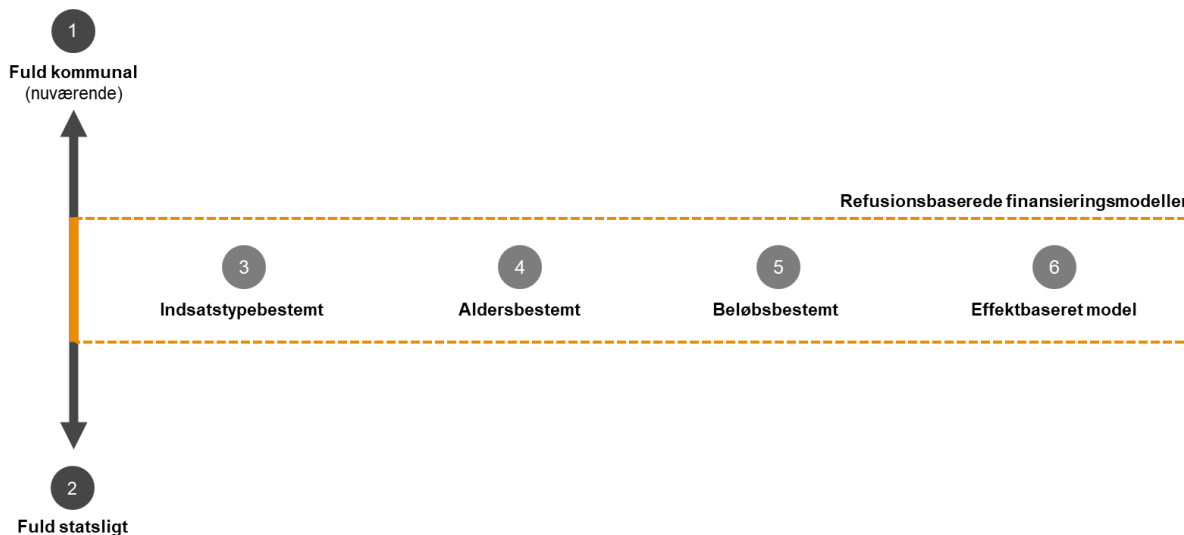 1
Fuld kommunal
(nuværende)
Refusionsbaserede finansieringsmodeller
3
4
5
6
Indsatstypebestemt
Aldersbestemt
Beløbsbestemt
Effektbaseret model
2
Fuld statsligt